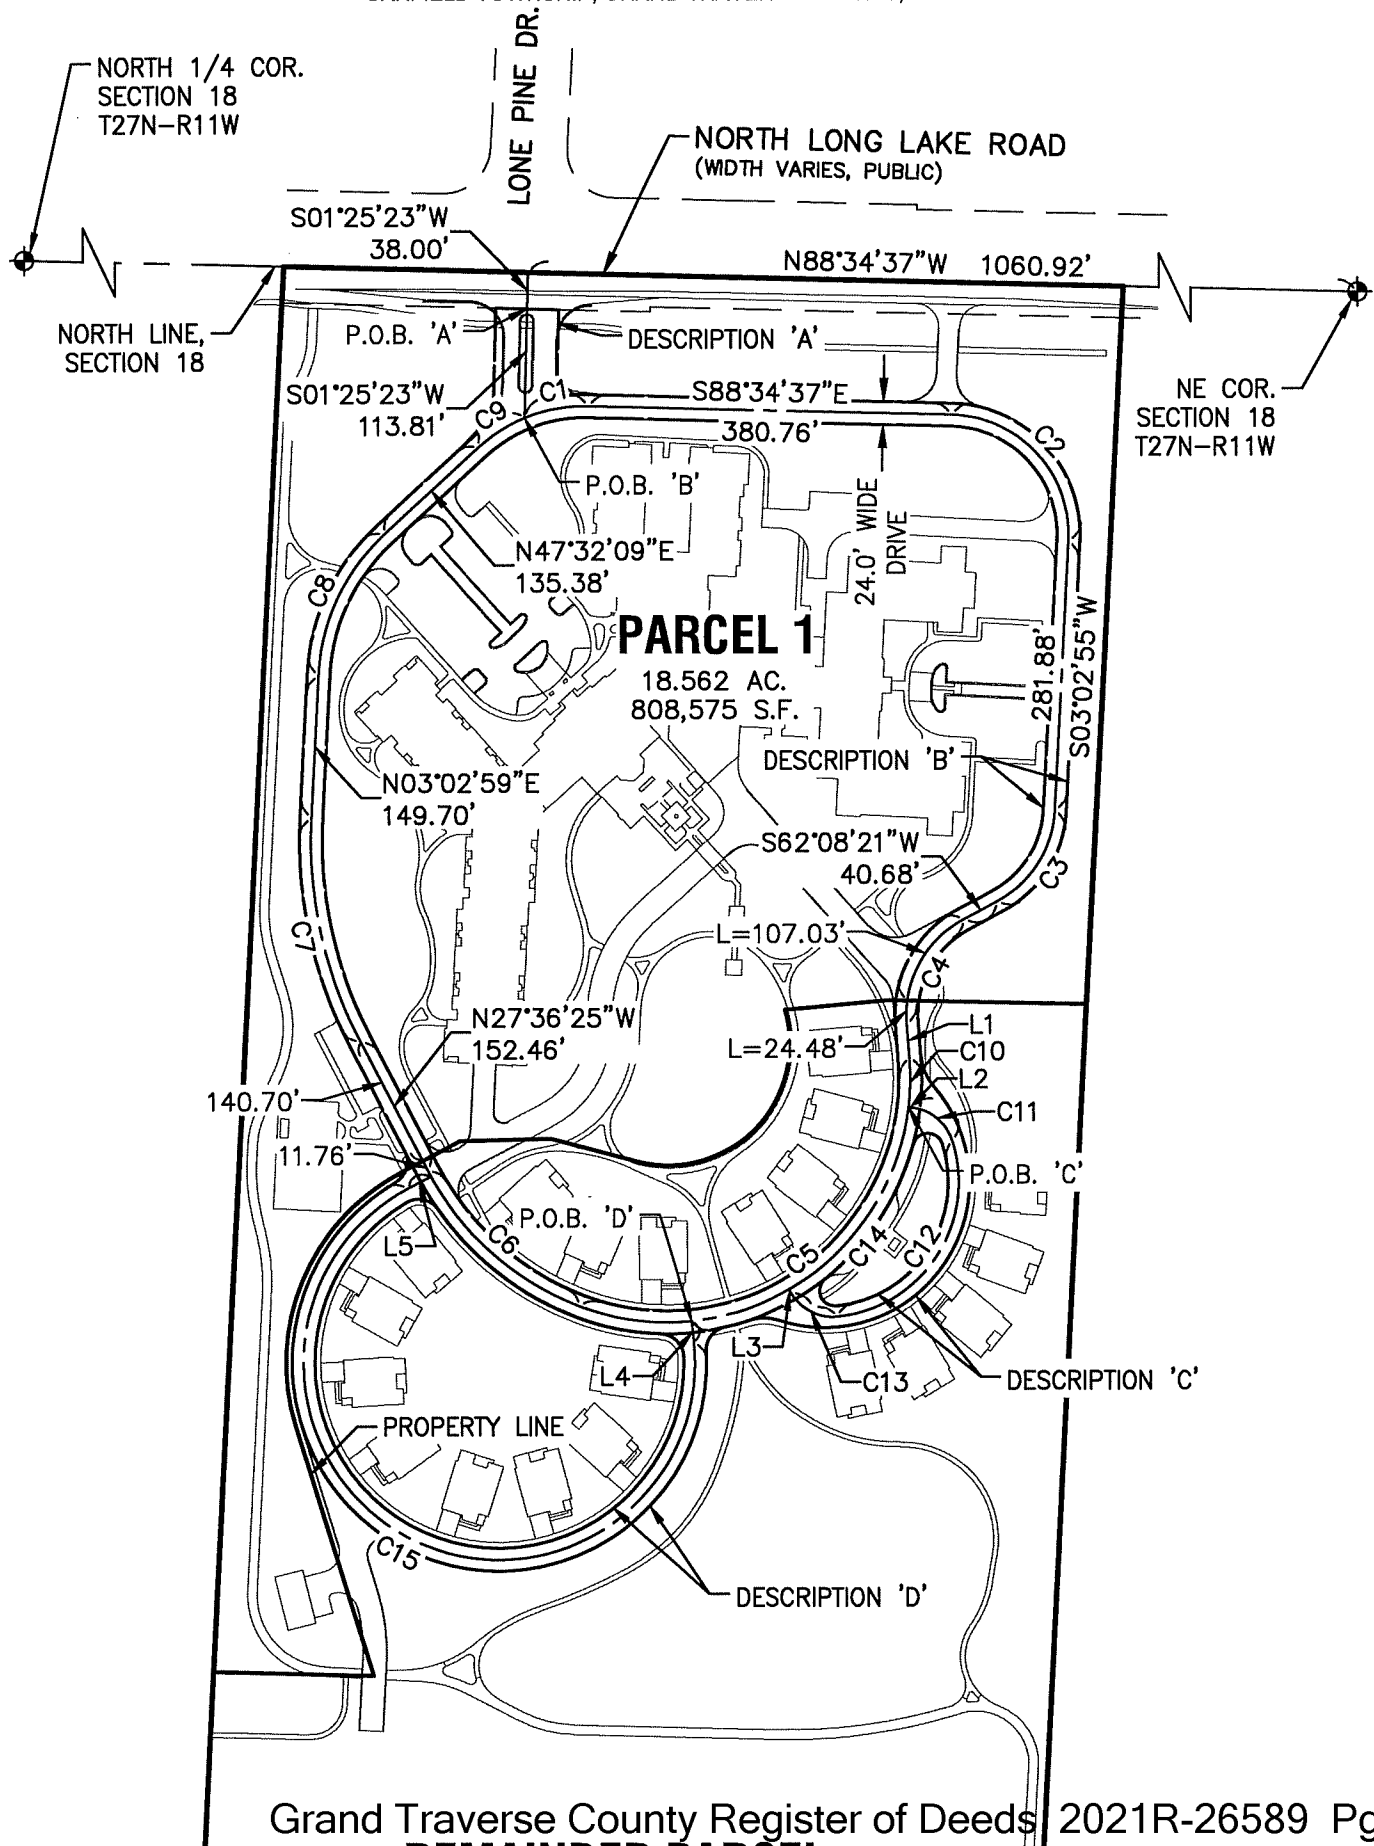 LONE PINE DR.
NORTH 1/4 COR.
SECTION 18
T27N-R11W
NORTH LONG LAKE ROAD
(WIDTH VARIES, PUBLIC)
S01°25'23"W
38.00'
N88°34'37"W 1060.92'
NORTH LINE,
SECTION 18
P.O.B. 'A'
DESCRIPTION 'A'
S01°25'23"W
113.81'
C9
C1
S88°34'37"E
380.76'
C2
NE COR.
SECTION 18
T27N-R11W
P.O.B. 'B'
24.0' WIDE
DRIVE
N47°32'09"E
135.38'
C8
PARCEL 1
18.562 AC.
808,575 S.F.
281.88'
S03°02'55"W
DESCRIPTION 'B'
N03°02'59"E
149.70'
S62°08'21"W
40.68'
C3
L=107.03'
C4
C7
N27°36'25"W
152.46'
L=24.48'
L1
C10
L2
C11
140.70'
11.76'
P.O.B. 'C'
P.O.B. 'D'
L5
C6
C5
C14
C12
L3
L4
C13
DESCRIPTION 'C'
PROPERTY LINE
C15
DESCRIPTION 'D'
Grand Traverse County Register of Deeds 2021R-26589 Pg
REMAINDER PARCEL